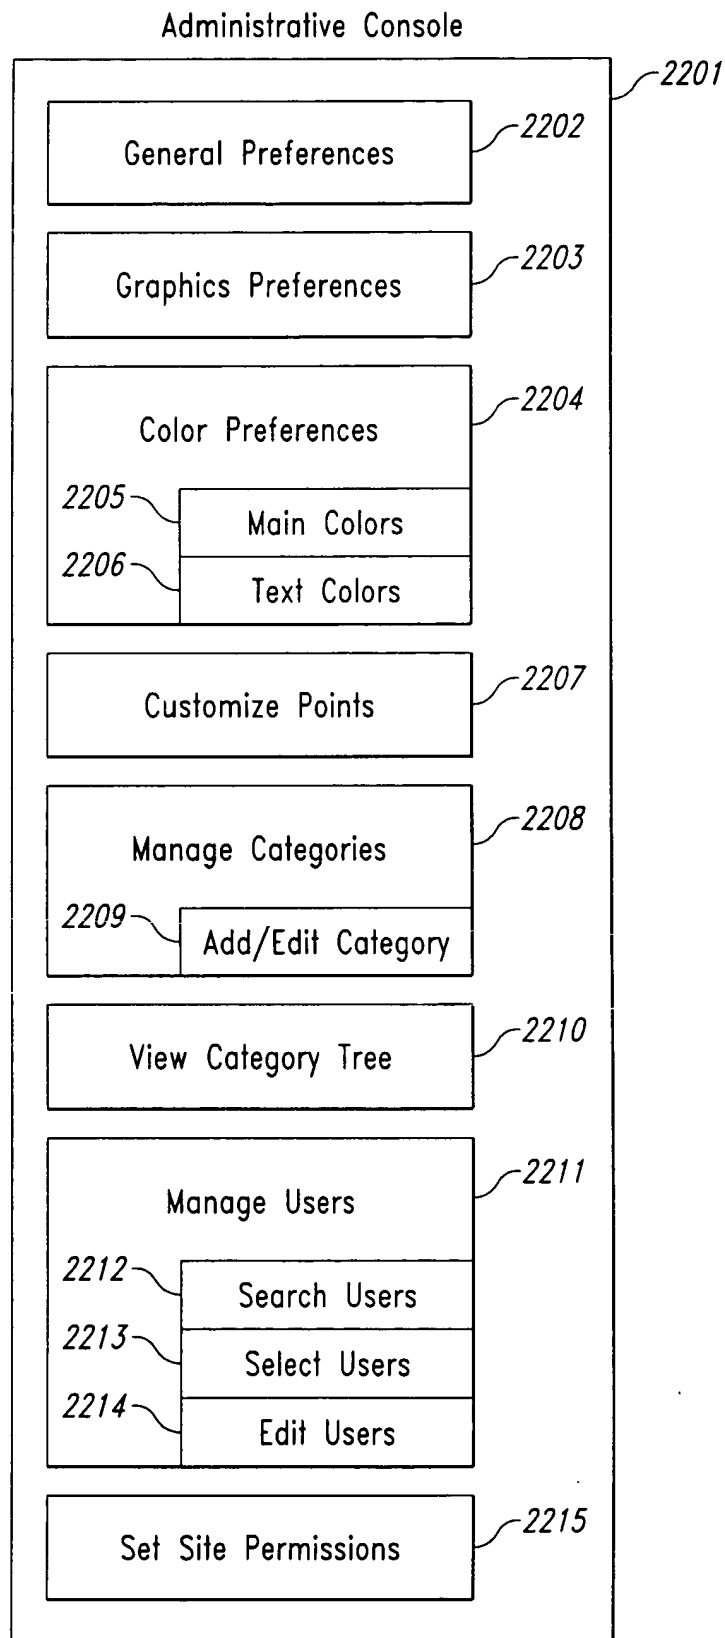 Administrative Console
2201
General Preferences
2202
Graphics Preferences
2203
Color Preferences
2204
2205
Main Colors
2206
Text Colors
Customize Points
2207
Manage Categories
2208
2209
Add/Edit Category
View Category Tree
2210
Manage Users
2211
2212
Search Users
2213
Select Users
2214
Edit Users
Set Site Permissions
2215